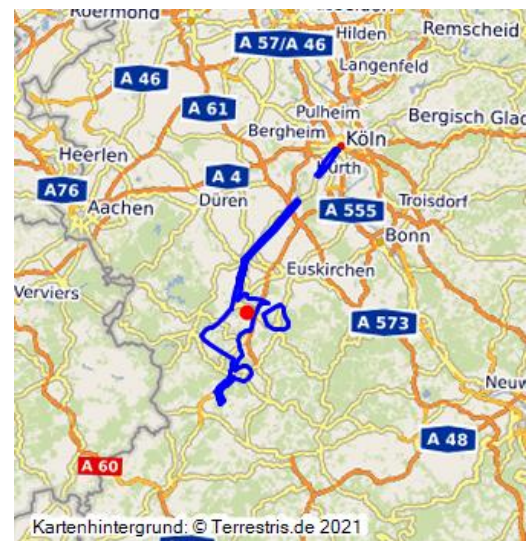 Roermond
A 57/A 46
Hilden
Remscheid
Langenfeld
A 46
A 61
Pulheim
Bergheim
Köln
Bergisch Glad
Heerlen
A76
A 4
Hürth
Aachen
Düren
A 555
Troisdorf
Bonn
Euskirchen
Verviers
A 573
Neuw
A 48
A 60
Kartenhintergrund: © Terrestris.de 2021